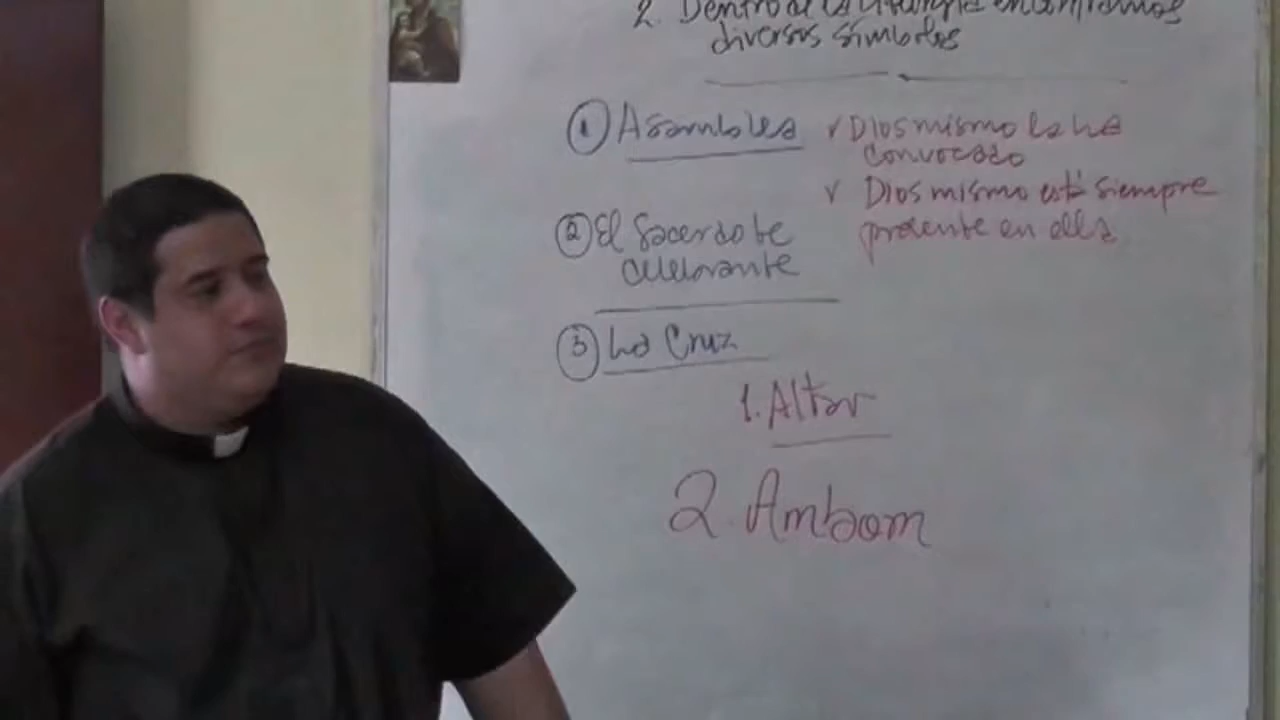 2. Dentro de la liturgia encontramos
diversos símbolos
① Asamblea
✓ Dios mismo la ha
convocado
✓ Dios mismo está siempre
presente en ella
② El Sacerdote
celebrante
③ La Cruz
1. Altar
2. Ambom